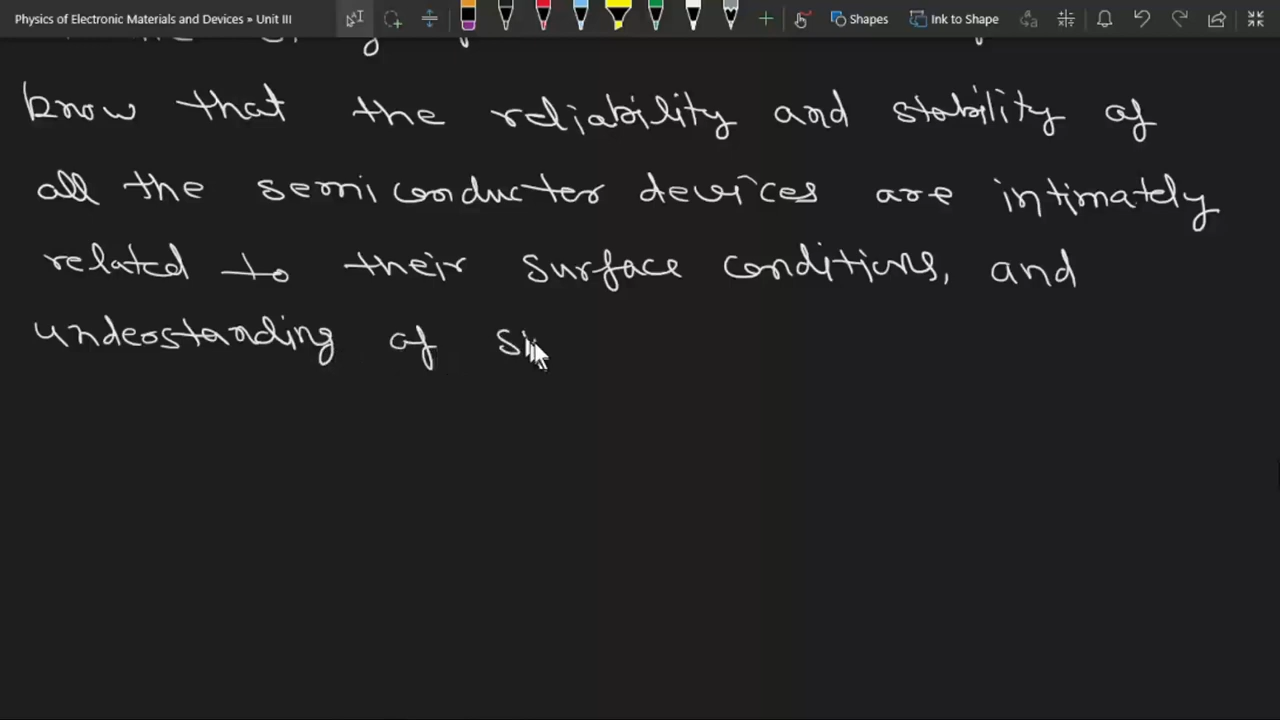 Physics of Electronic Materials and Devices » Unit III
Shapes
Ink to Shape
know that the reliability and stability of
all the semiconductor devices are intimately
related to their surface conditions, and
understanding of